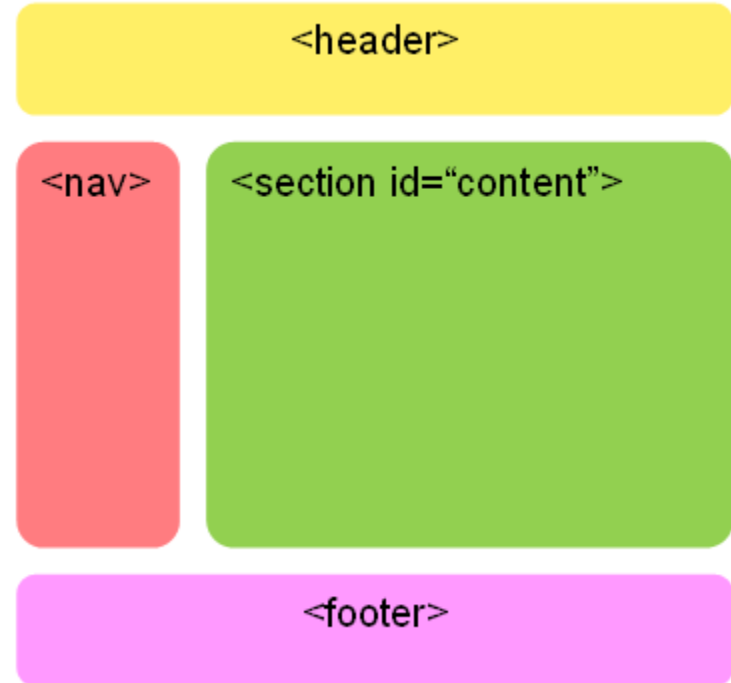 <header>
<nav>
<section id=“content”>
<footer>